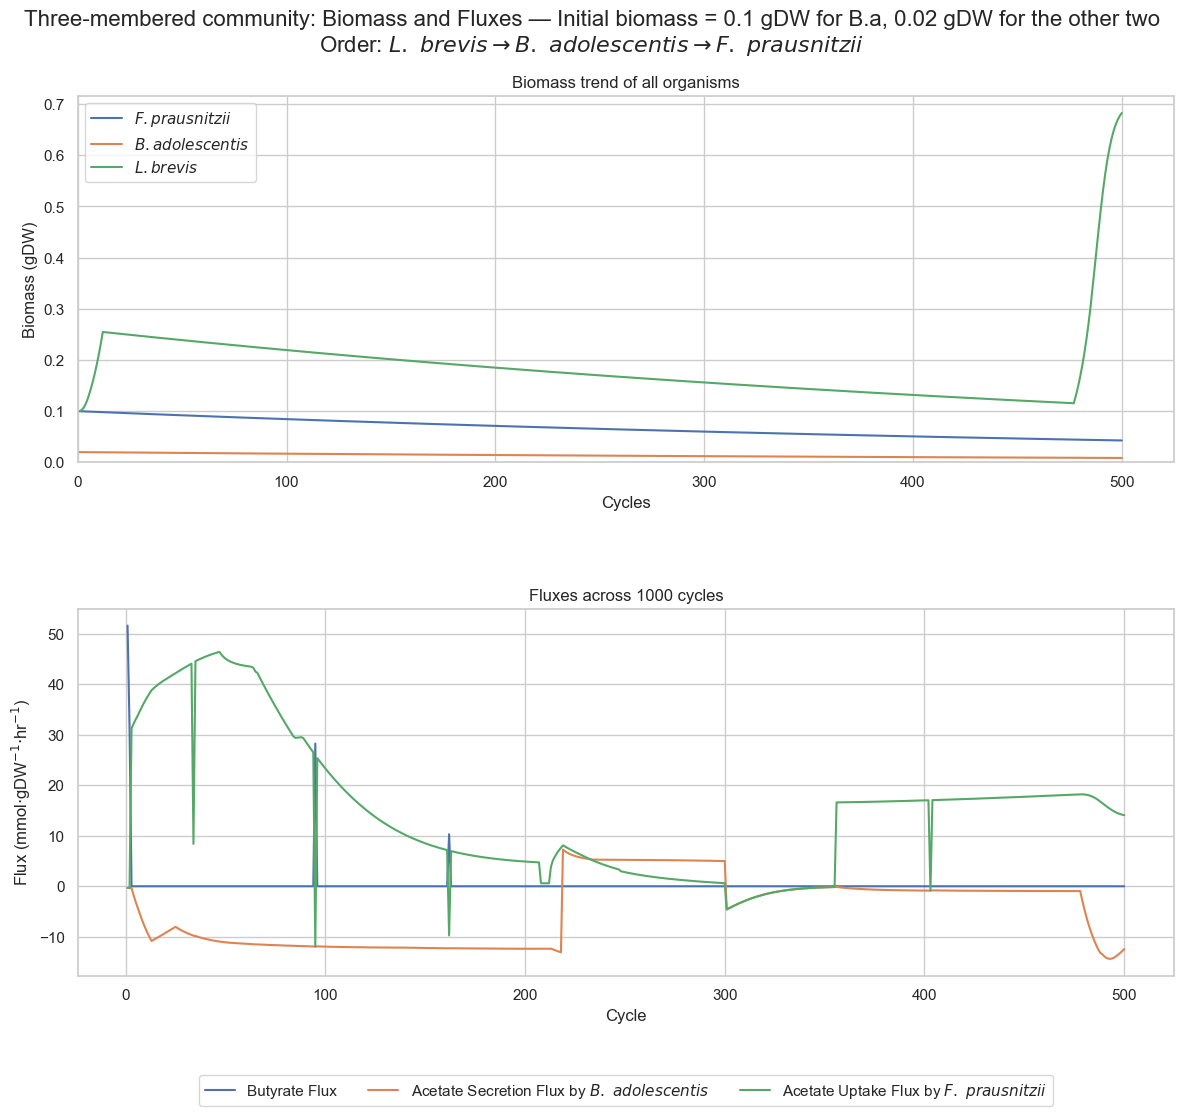 Three-membered community: Biomass and Fluxes — Initial biomass = 0.1 gDW for B.a, 0.02 gDW for the other two
Order: L. brevis→B. adolescentis→F. prausnitzii
Biomass trend of all organisms
0.7
0.6
0.5
0.4
0.3
0.2
0.1
0.0
Biomass (gDW)
F.prausnitzii
B.adolescentis
L.brevis
0 100 200 300 400 500
Cycles
Fluxes across 1000 cycles
50
40
30
20
10
0
−10
Flux (mmol·gDW⁻¹·hr⁻¹)
0 100 200 300 400 500
Cycle
Butyrate Flux Acetate Secretion Flux by B. adolescentis Acetate Uptake Flux by F. prausnitzii